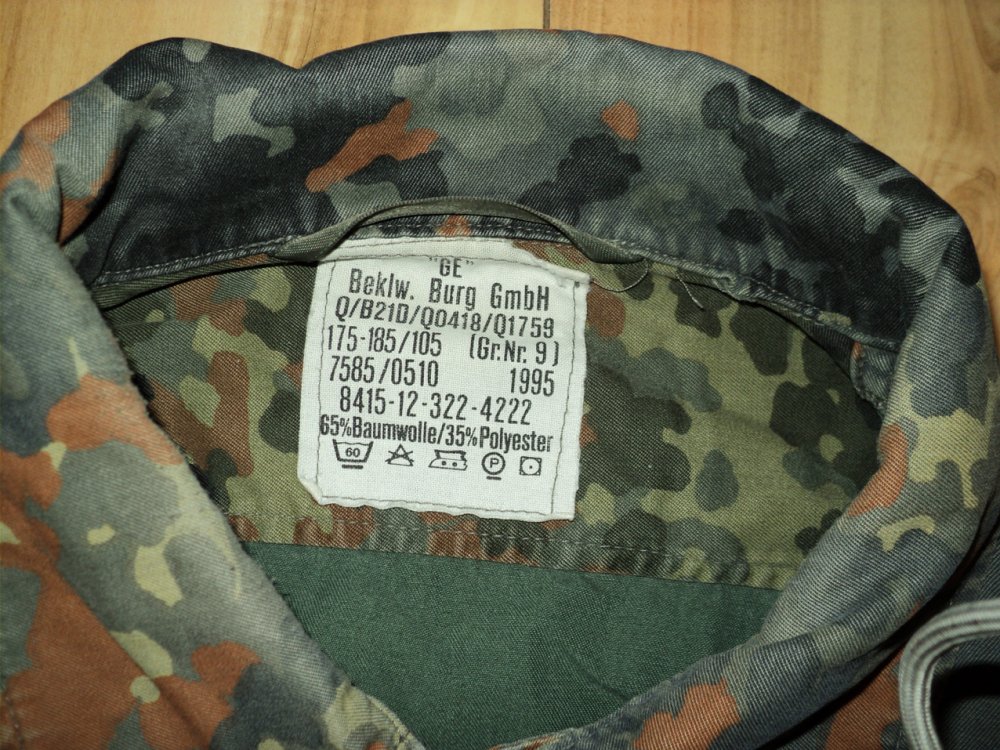 "GE"
Beklw. Burg GmbH
Q/B21D/Q0418/Q1759
175-185/105 (Gr.Nr. 9)
7585/0510 1995
8415-12-322-4222
65%Baumwolle/35%Polyester
60 P